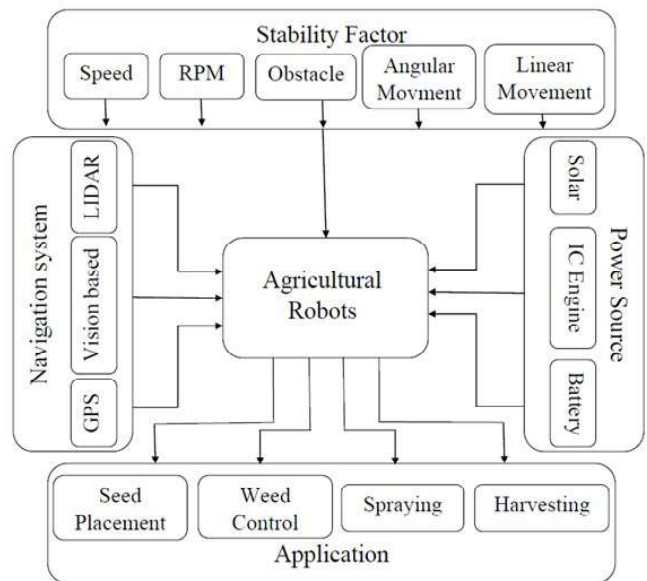 Stability Factor
Speed
RPM
Obstacle
Angular
Movment
Linear
Movement
Navigation system
LIDAR
Vision based
GPS
Agricultural
Robots
Solar
IC Engine
Battery
Power Source
Seed
Placement
Weed
Control
Spraying
Harvesting
Application